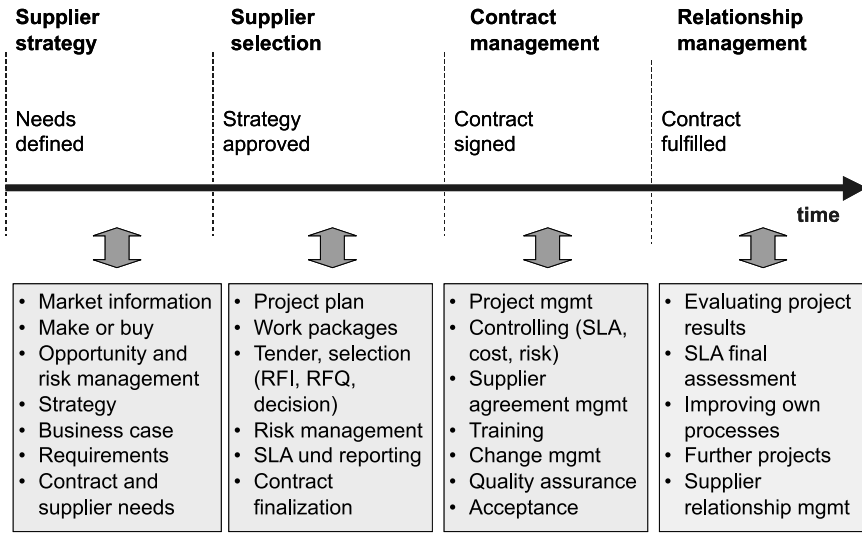 Supplier
strategy
Supplier
selection
Contract
management
Relationship
management
Needs
defined
Strategy
approved
Contract
signed
Contract
fulfilled
time
• Market information
• Make or buy
• Opportunity and
risk management
• Strategy
• Business case
• Requirements
• Contract and
supplier needs
• Project plan
• Work packages
• Tender, selection
(RFI, RFQ,
decision)
• Risk management
• SLA und reporting
• Contract
finalization
• Project mgmt
• Controlling (SLA,
cost, risk)
• Supplier
agreement mgmt
• Training
• Change mgmt
• Quality assurance
• Acceptance
• Evaluating project
results
• SLA final
assessment
• Improving own
processes
• Further projects
• Supplier
relationship mgmt